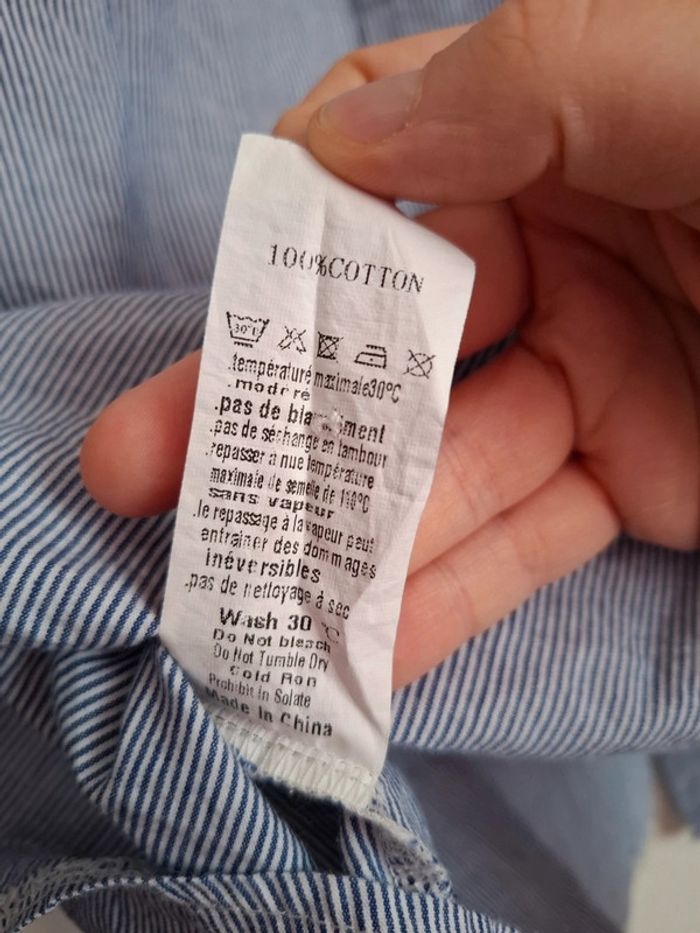 100%COTTON
30°C
.température maximale30°C
.modéré
.pas de
.pas de séchange en tambour
.repasser à nue température
maximale de semelle de 110°C
sans vapeur
.le repassage à la vapeur peut
entrainer des dommages
inéversibles
.pas de nettoyage à sec
Wash 30 °C
Do Not bleach
Do Not Tumble Dry
Cold Ron
Prohibit in Solate
Made In China